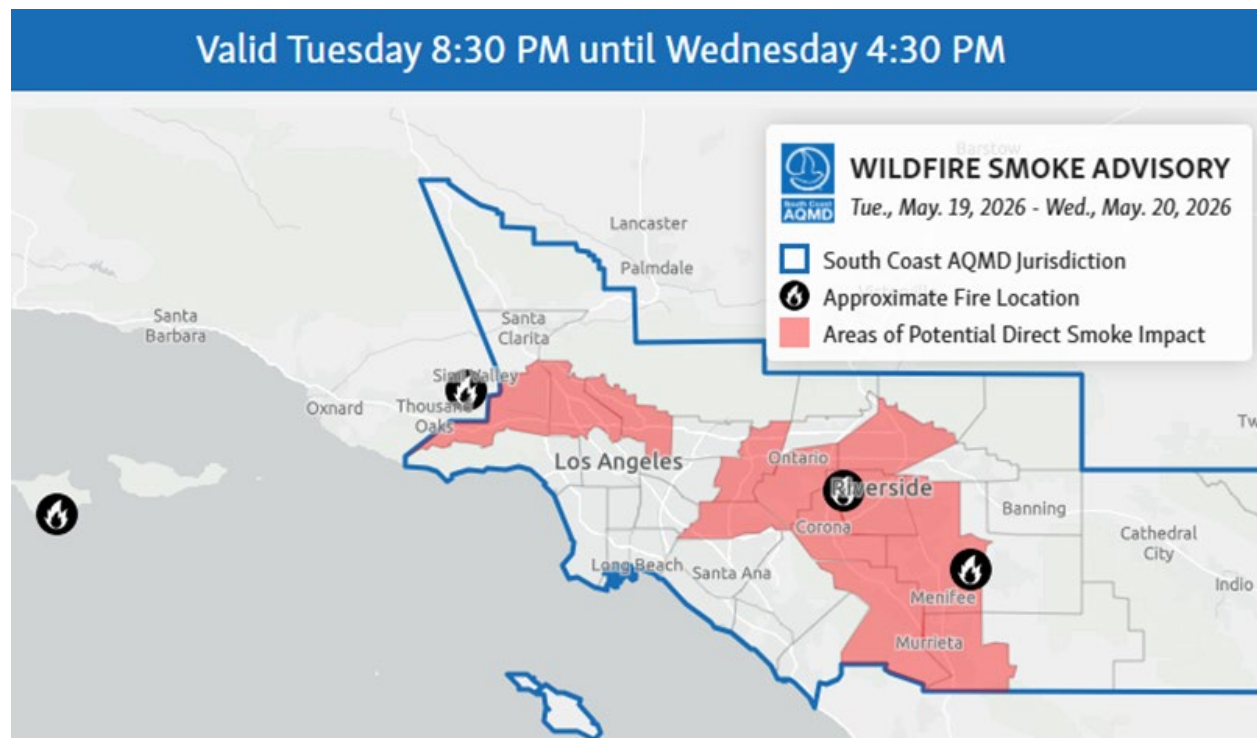 Valid Tuesday 8:30 PM until Wednesday 4:30 PM
Barstow
WILDFIRE SMOKE ADVISORY
South Coast
AQMD
Tue., May. 19, 2026 - Wed., May. 20, 2026
South Coast AQMD Jurisdiction
Approximate Fire Location
Areas of Potential Direct Smoke Impact
Lancaster
Palmdale
Santa
Barbara
Santa
Clarita
Simi Valley
Oxnard
Thousand
Oaks
Los Angeles
Ontario
Riverside
Corona
Banning
Cathedral
City
Indio
Long Beach
Santa Ana
Menifee
Murrieta
Tw